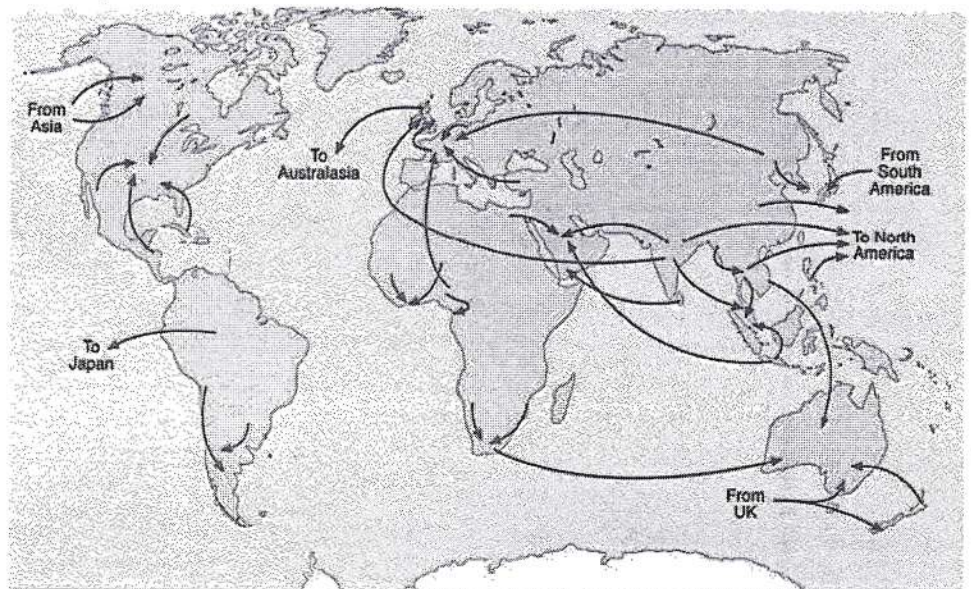 From
Asia
To
Australasia
From
South
America
To North
America
To
Japan
From
UK